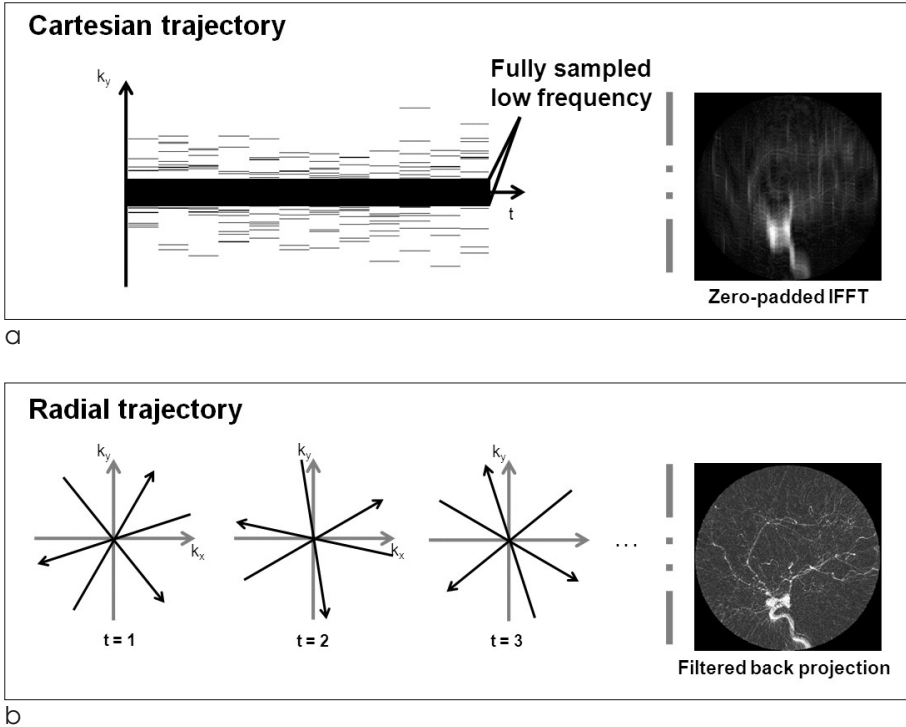 Cartesian trajectory
ky
Fully sampled
low frequency
t
Zero-padded IFFT
a
Radial trajectory
ky
kx
t = 1
ky
kx
t = 2
ky
t = 3
...
Filtered back projection
b